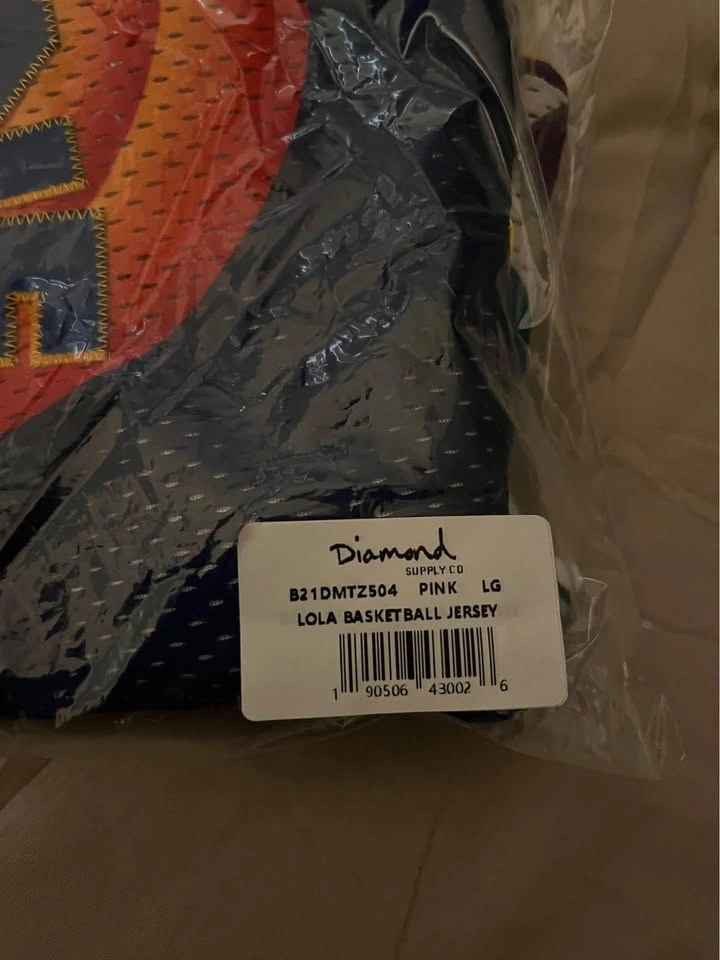 Diamond
SUPPLY CO
B21DMTZ504 PINK LG
LOLA BASKETBALL JERSEY
1 90506 43002 6